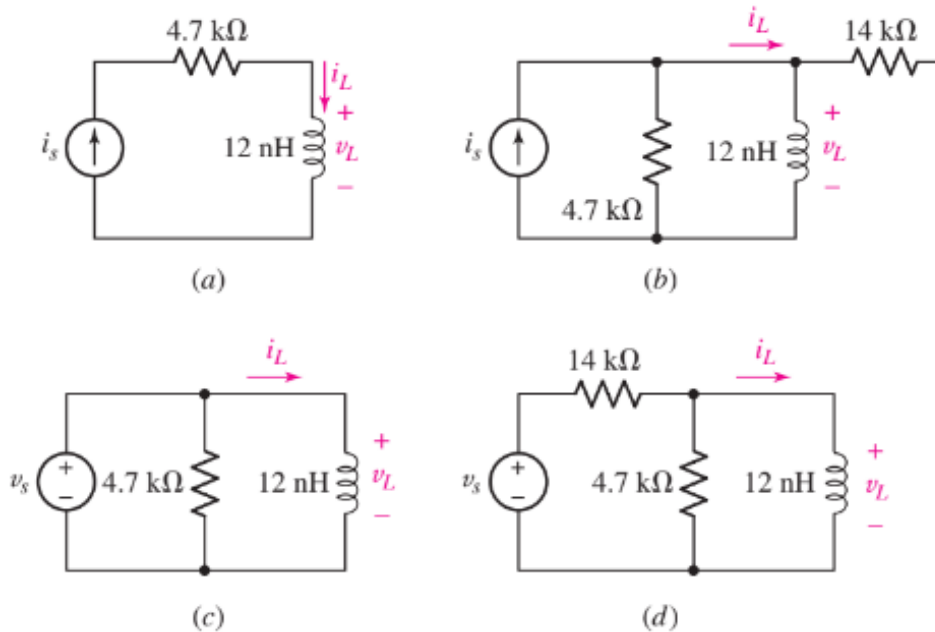 4.7 kΩ
i_L
+
i_s
12 nH
v_L
−
(a)
i_L
14 kΩ
i_s
12 nH
+
v_L
−
4.7 kΩ
(b)
i_L
v_s
+
−
4.7 kΩ
12 nH
+
v_L
−
(c)
14 kΩ
i_L
v_s
+
−
4.7 kΩ
12 nH
+
v_L
−
(d)